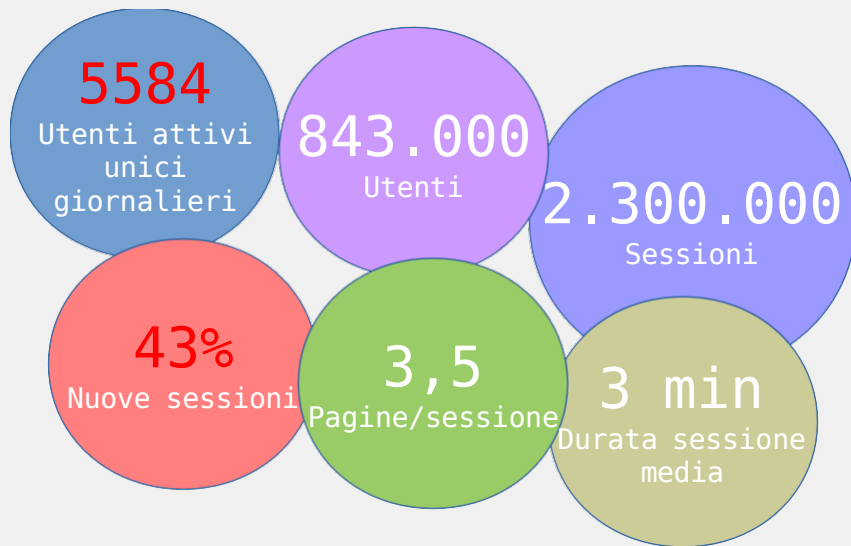 5584
Utenti attivi
unici
giornalieri
843.000
Utenti
2.300.000
Sessioni
43%
Nuove sessioni
3,5
Pagine/sessione
3 min
Durata sessione
media